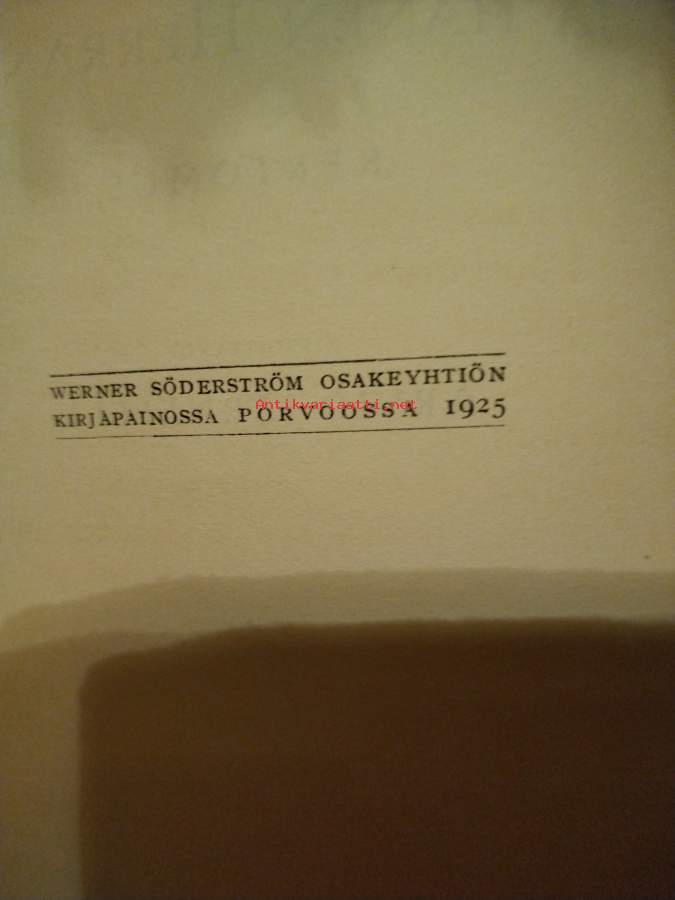 WERNER SÖDERSTRÖM OSAKEYHTIÖN
KIRJAPAINOSSA PORVOOSSA 1925
Antikvariaatti.net